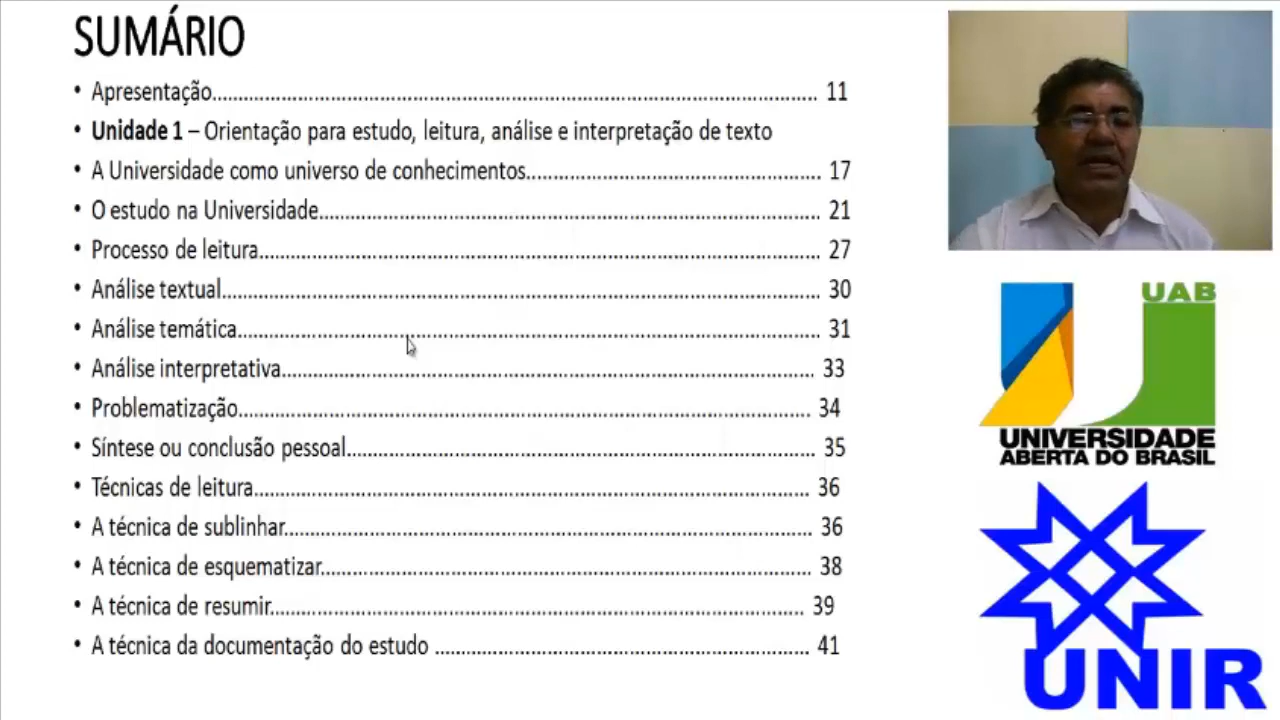 SUMÁRIO
• Apresentação........................................................................................................ 11
• Unidade 1 – Orientação para estudo, leitura, análise e interpretação de texto
• A Universidade como universo de conhecimentos.................................................. 17
• O estudo na Universidade...................................................................................... 21
• Processo de leitura................................................................................................ 27
• Análise textual...................................................................................................... 30
• Análise temática.................................................................................................... 31
• Análise interpretativa............................................................................................ 33
• Problematização.................................................................................................... 34
• Síntese ou conclusão pessoal................................................................................. 35
• Técnicas de leitura................................................................................................ 36
• A técnica de sublinhar........................................................................................... 36
• A técnica de esquematizar..................................................................................... 38
• A técnica de resumir.............................................................................................. 39
• A técnica da documentação do estudo ................................................................. 41
UAB
UNIVERSIDADE
ABERTA DO BRASIL
UNIR